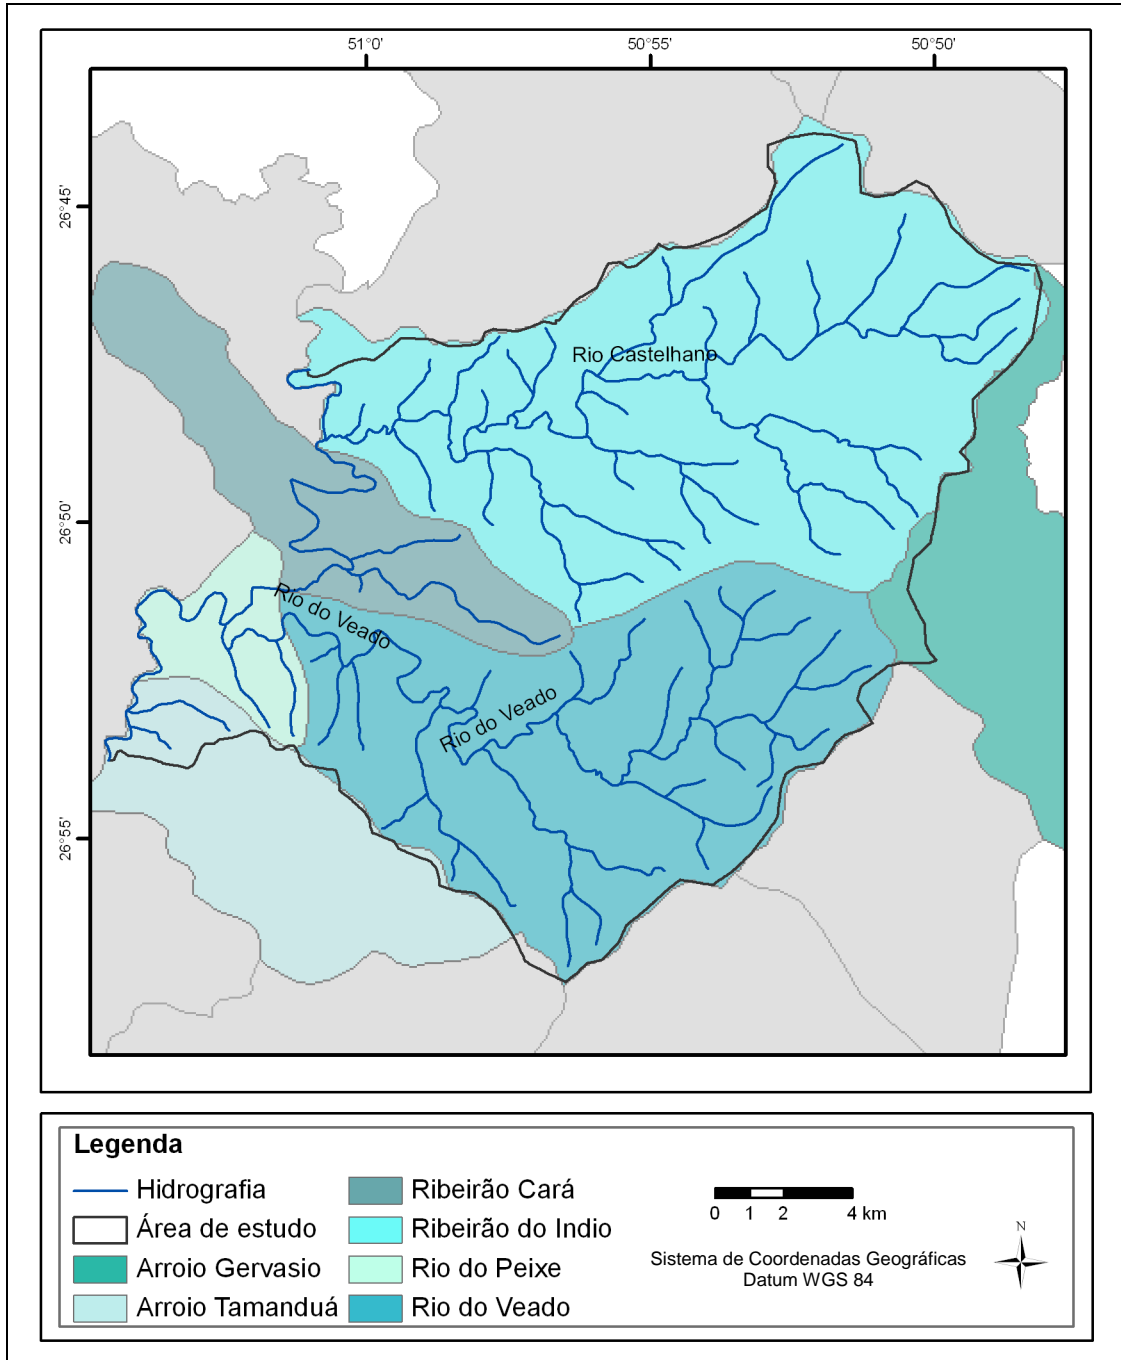 51°0' 50°55' 50°50'
26°45'
26°50'
26°55'
Rio Castelhano
Rio do Veado
Rio do Veado
Legenda
Hidrografia
Área de estudo
Arroio Gervasio
Arroio Tamanduá
Ribeirão Cará
Ribeirão do Indio
Rio do Peixe
Rio do Veado
0 1 2 4 km
Sistema de Coordenadas Geográficas
Datum WGS 84
N